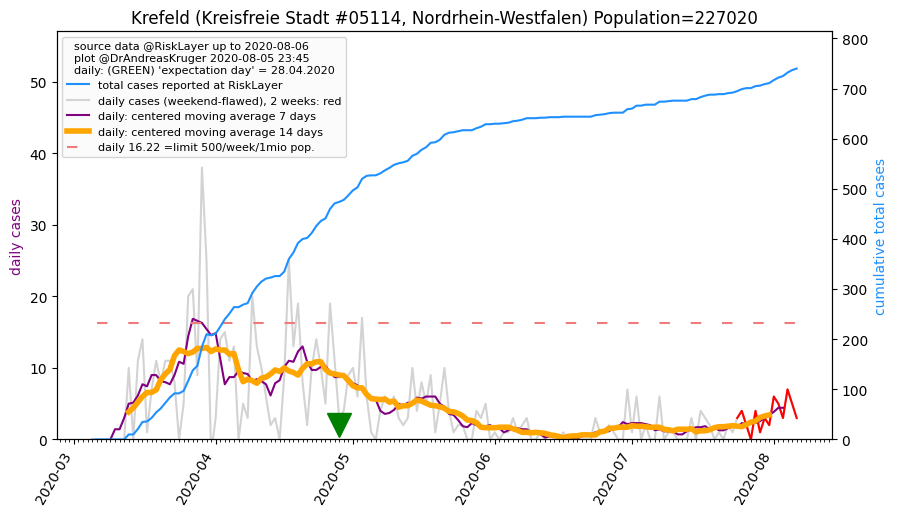 Krefeld (Kreisfreie Stadt #05114, Nordrhein-Westfalen) Population=227020
source data @RiskLayer up to 2020-08-06
plot @DrAndreasKruger 2020-08-05 23:45
daily: (GREEN) 'expectation day' = 28.04.2020
total cases reported at RiskLayer
daily cases (weekend-flawed), 2 weeks: red
daily: centered moving average 7 days
daily: centered moving average 14 days
daily 16.22 =limit 500/week/1mio pop.
daily cases
50
40
30
20
10
0
cumulative total cases
800
700
600
500
400
300
200
100
0
2020-03
2020-04
2020-05
2020-06
2020-07
2020-08